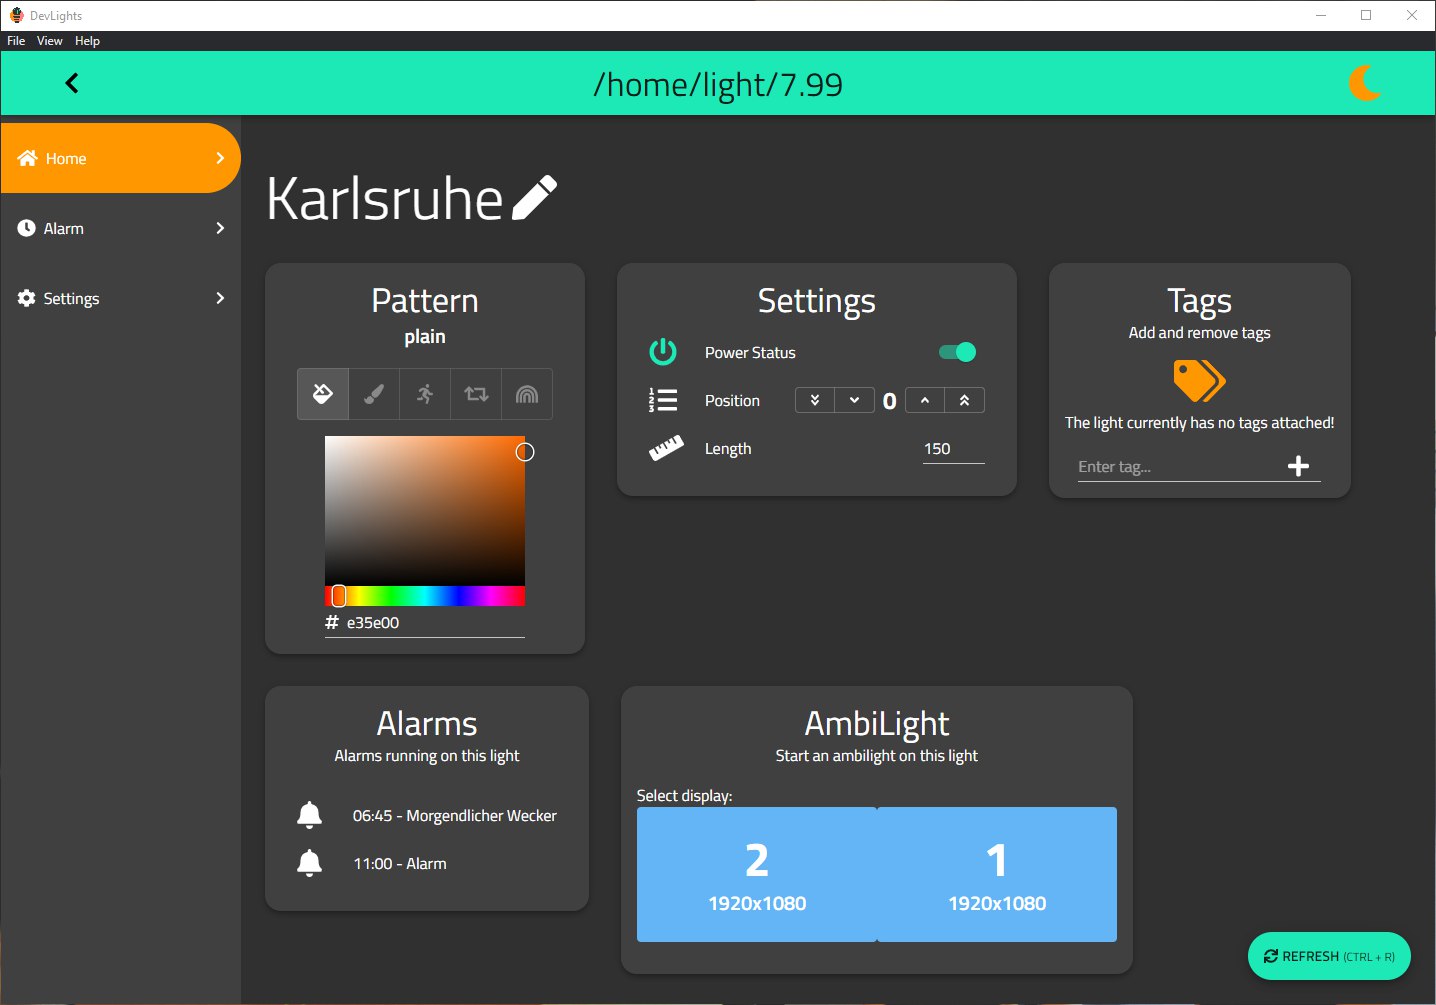 DevLights
File View Help
/home/light/7.99
Home
Alarm
Settings
Karlsruhe
Pattern
plain
# e35e00
Settings
Power Status
1
2
3
Position 0
Length 150
Tags
Add and remove tags
The light currently has no tags attached!
Enter tag...
Alarms
Alarms running on this light
06:45 - Morgendlicher Wecker
11:00 - Alarm
AmbiLight
Start an ambilight on this light
Select display:
2
1920x1080
1
1920x1080
REFRESH (CTRL + R)